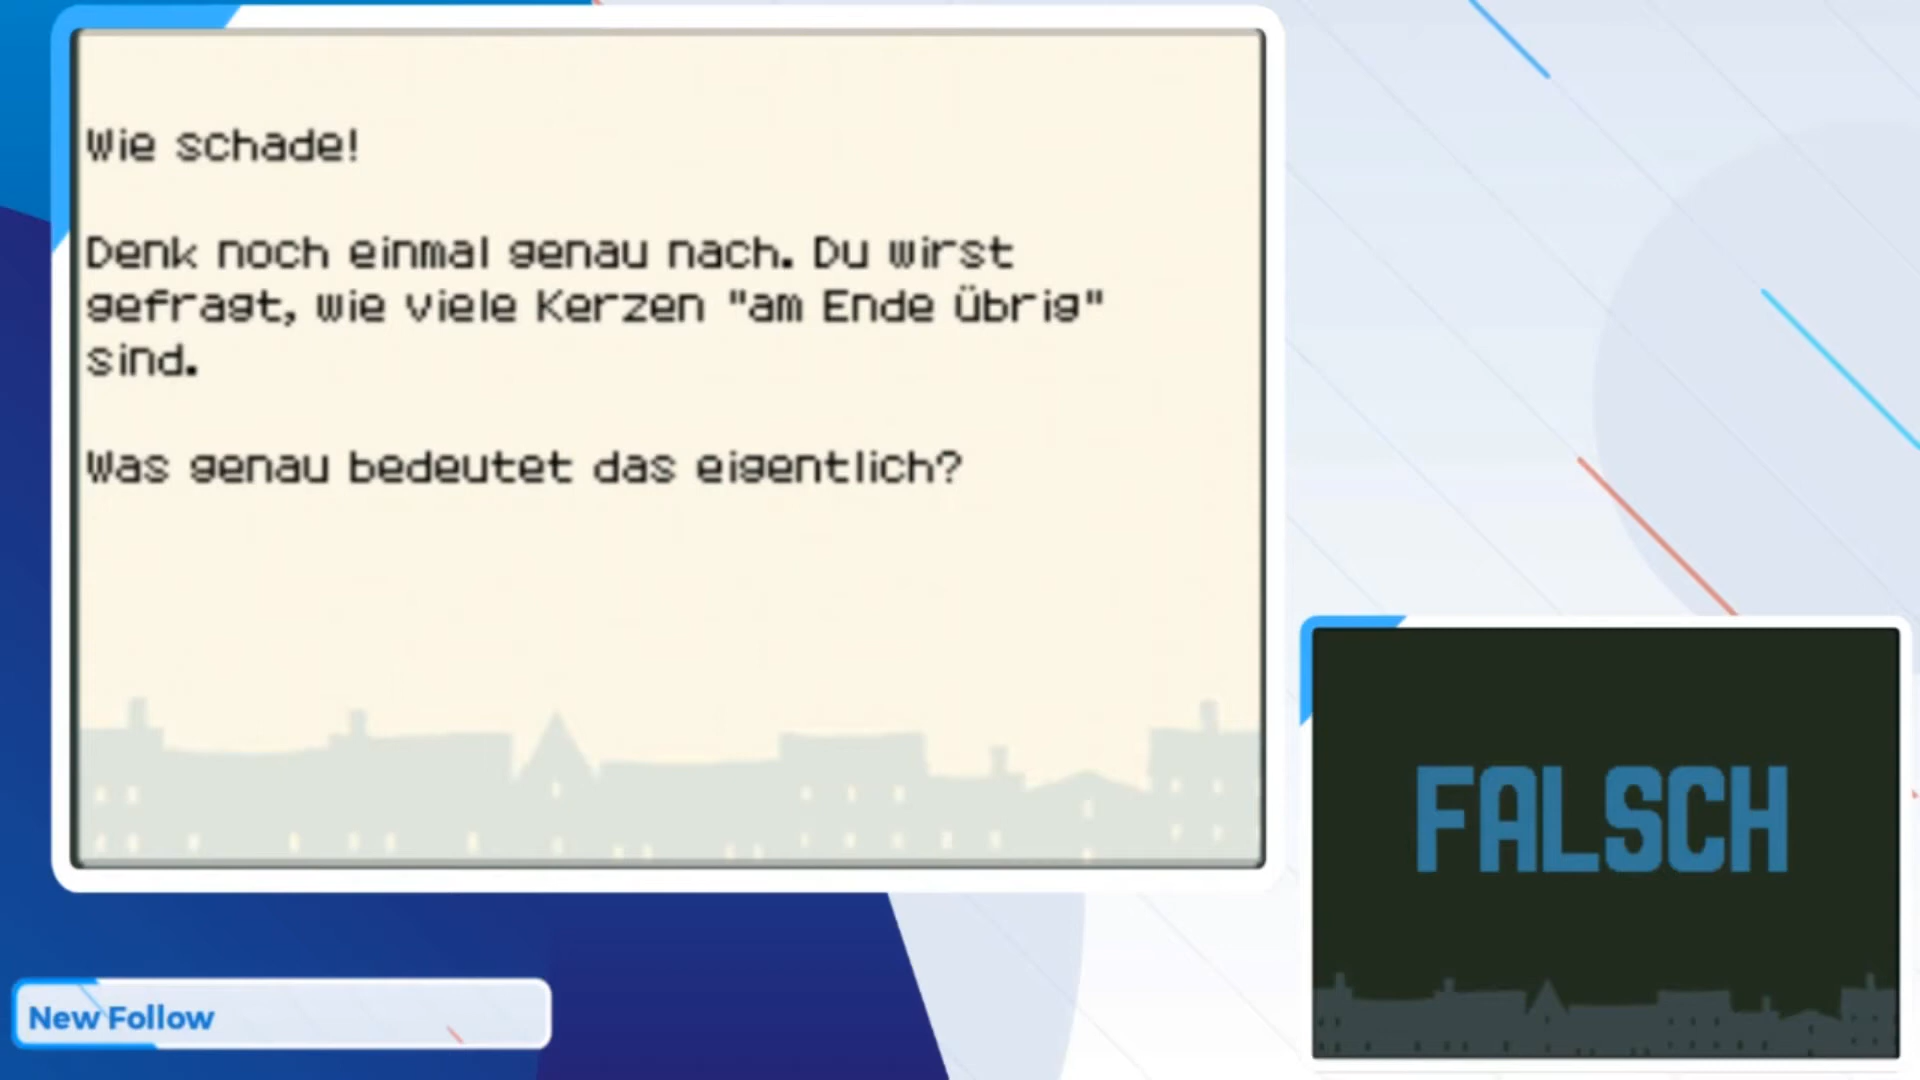 Wie schade!
Denk noch einmal genau nach. Du wirst
gefragt, wie viele Kerzen "am Ende übrig"
sind.
Was genau bedeutet das eigentlich?
FALSCH
New Follow